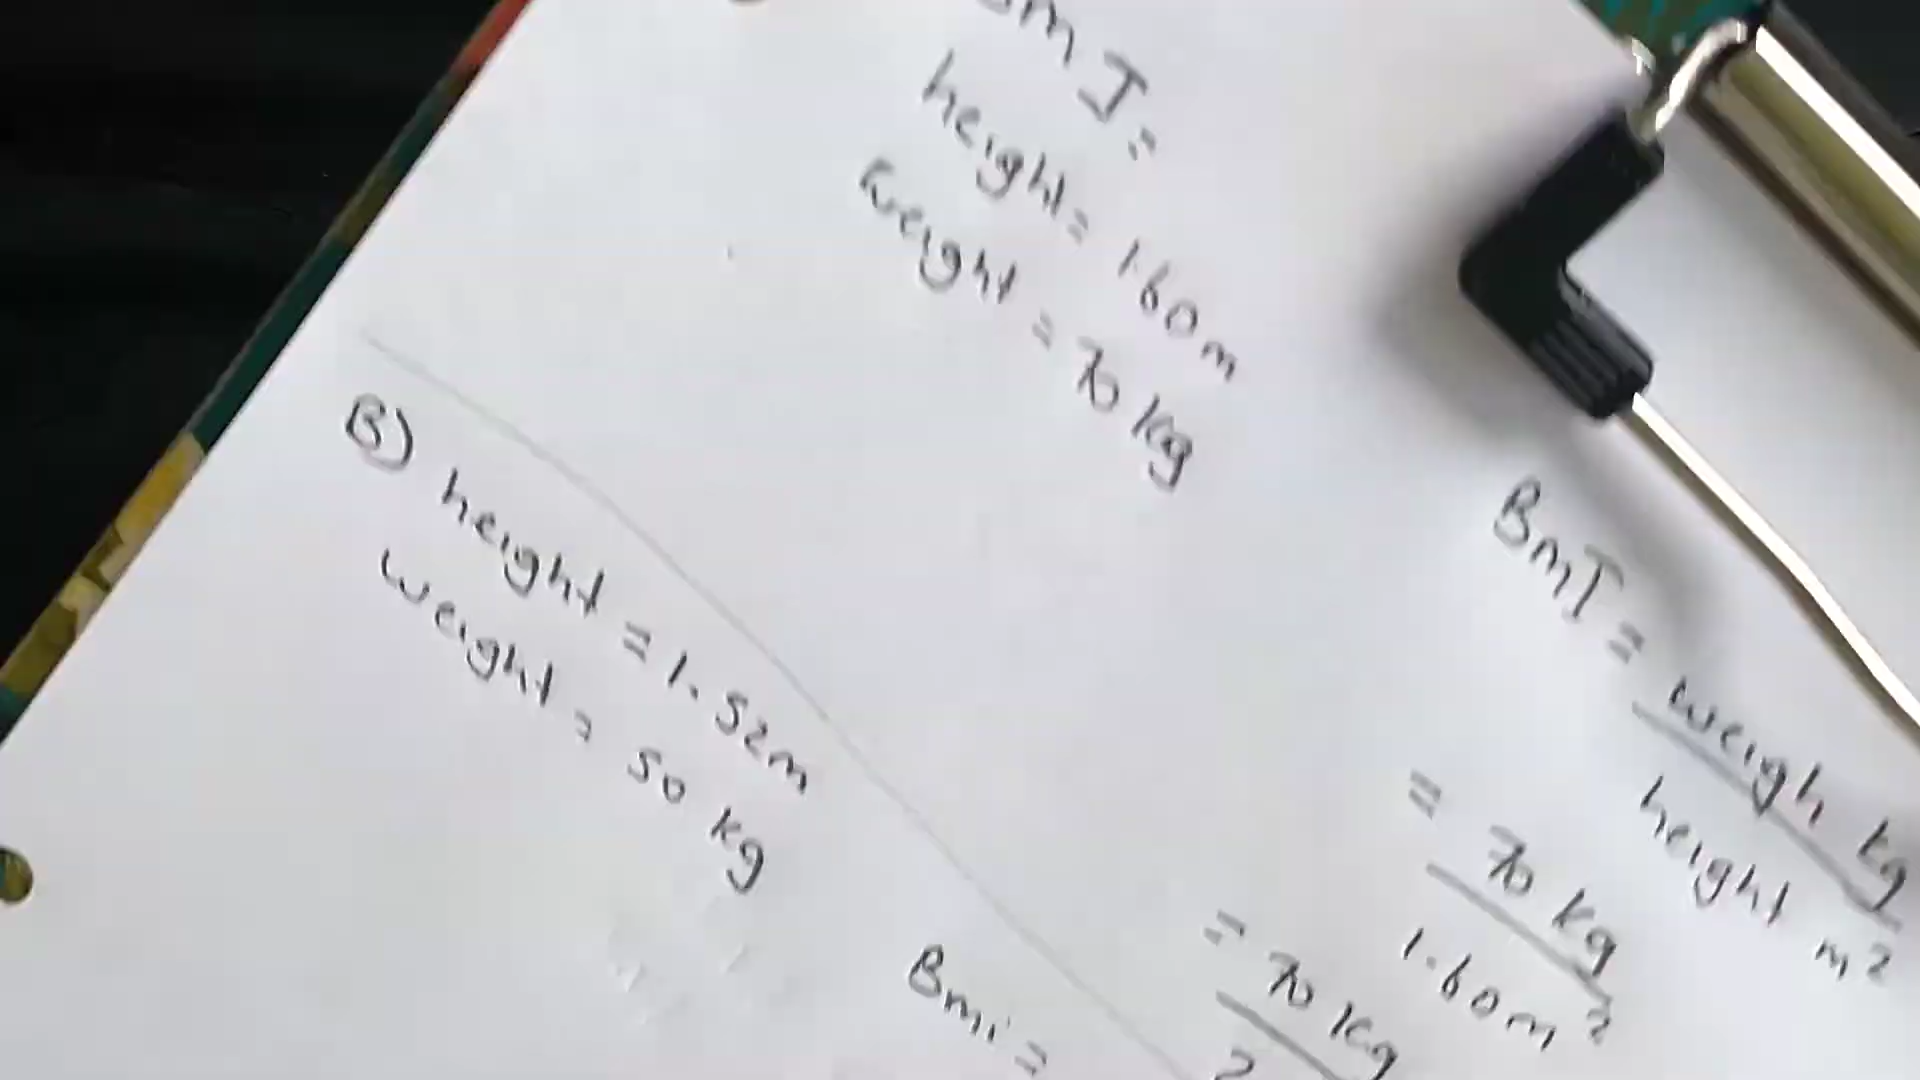 BMI =
height = 1.60m
weight = 70 kg
BMI = weigh kg
height m²
= 70 kg
1.60m²
= 70 kg
2
B) height = 1.52m
weight = 50 kg
Bmi =